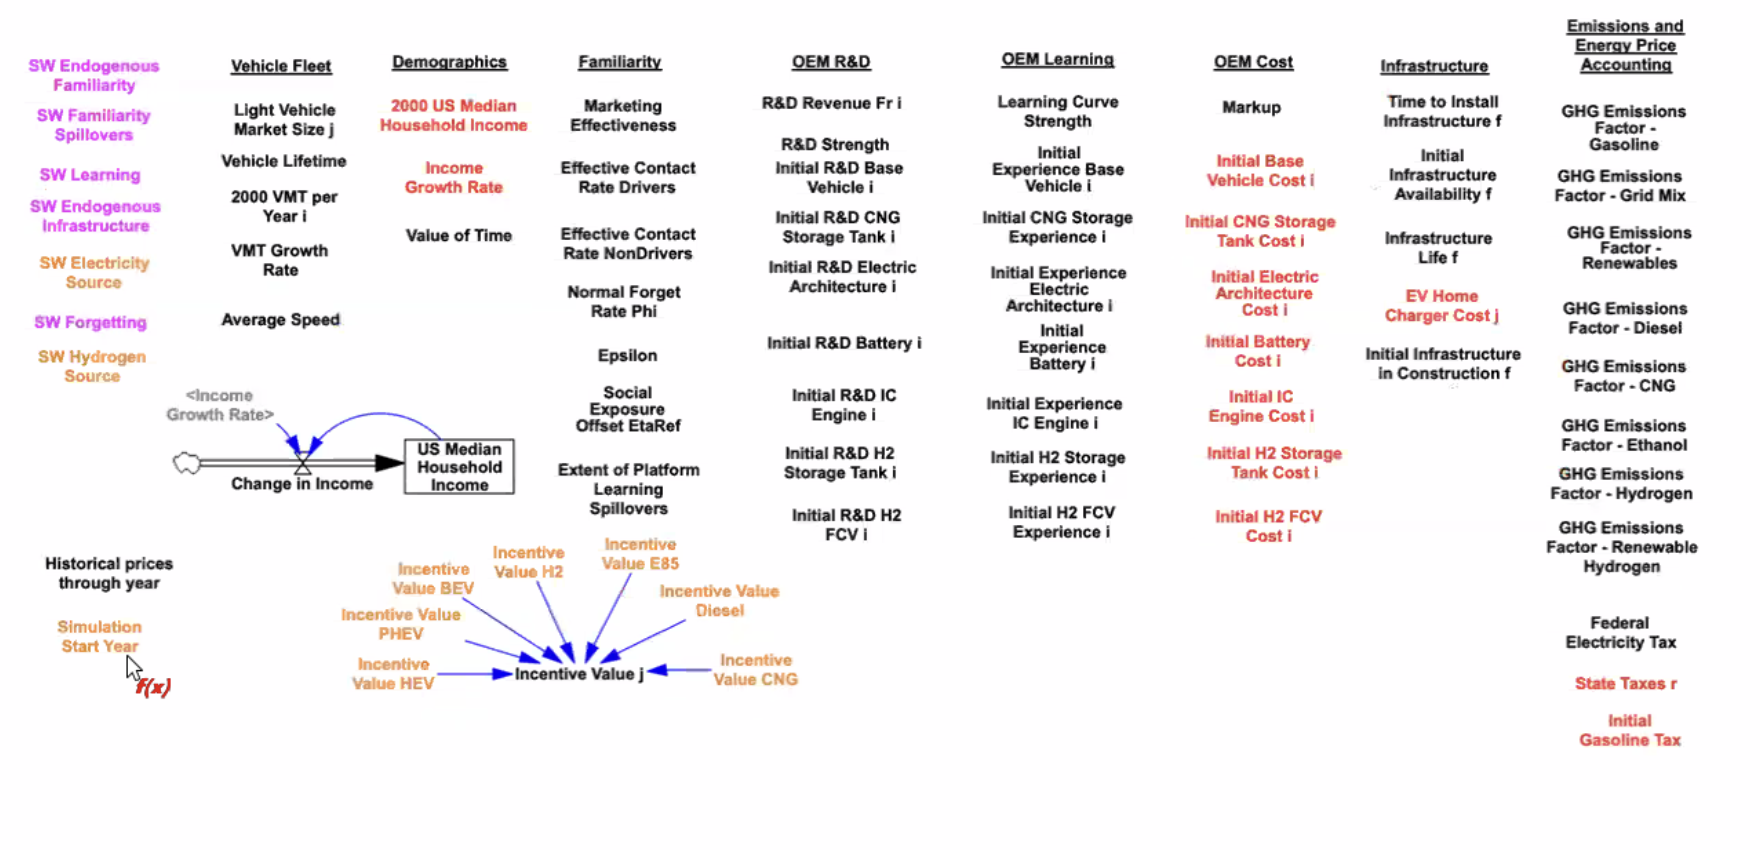 SW Endogenous
Familiarity
SW Familiarity
Spillovers
SW Learning
SW Endogenous
Infrastructure
SW Electricity
Source
SW Forgetting
SW Hydrogen
Source
Vehicle Fleet
Light Vehicle
Market Size j
Vehicle Lifetime
2000 VMT per
Year i
VMT Growth
Rate
Average Speed
Demographics
2000 US Median
Household Income
Income
Growth Rate
Value of Time
Familiarity
Marketing
Effectiveness
Effective Contact
Rate Drivers
Effective Contact
Rate NonDrivers
Normal Forget
Rate Phi
Epsilon
Social
Exposure
Offset EtaRef
Extent of Platform
Learning
Spillovers
OEM R&D
R&D Revenue Fr i
R&D Strength
Initial R&D Base
Vehicle i
Initial R&D CNG
Storage Tank i
Initial R&D Electric
Architecture i
Initial R&D Battery i
Initial R&D IC
Engine i
Initial R&D H2
Storage Tank i
Initial R&D H2
FCV i
OEM Learning
Learning Curve
Strength
Initial
Experience Base
Vehicle i
Initial CNG Storage
Experience i
Initial Experience
Electric
Architecture i
Initial
Experience
Battery i
Initial Experience
IC Engine i
Initial H2 Storage
Experience i
Initial H2 FCV
Experience i
OEM Cost
Markup
Initial Base
Vehicle Cost i
Initial CNG Storage
Tank Cost i
Initial Electric
Architecture
Cost i
Initial Battery
Cost i
Initial IC
Engine Cost i
Initial H2 Storage
Tank Cost i
Initial H2 FCV
Cost i
Infrastructure
Time to Install
Infrastructure f
Initial
Infrastructure
Availability f
Infrastructure
Life f
EV Home
Charger Cost j
Initial Infrastructure
in Construction f
Emissions and
Energy Price
Accounting
GHG Emissions
Factor -
Gasoline
GHG Emissions
Factor - Grid Mix
GHG Emissions
Factor -
Renewables
GHG Emissions
Factor - Diesel
GHG Emissions
Factor - CNG
GHG Emissions
Factor - Ethanol
GHG Emissions
Factor - Hydrogen
GHG Emissions
Factor - Renewable
Hydrogen
Federal
Electricity Tax
State Taxes r
Initial
Gasoline Tax
<Income
Growth Rate>
Change in Income
US Median
Household
Income
Historical prices
through year
Simulation
Start Year
f(x)
Incentive
Value HEV
Incentive Value
PHEV
Incentive
Value BEV
Incentive
Value H2
Incentive
Value E85
Incentive Value
Diesel
Incentive
Value CNG
Incentive Value j